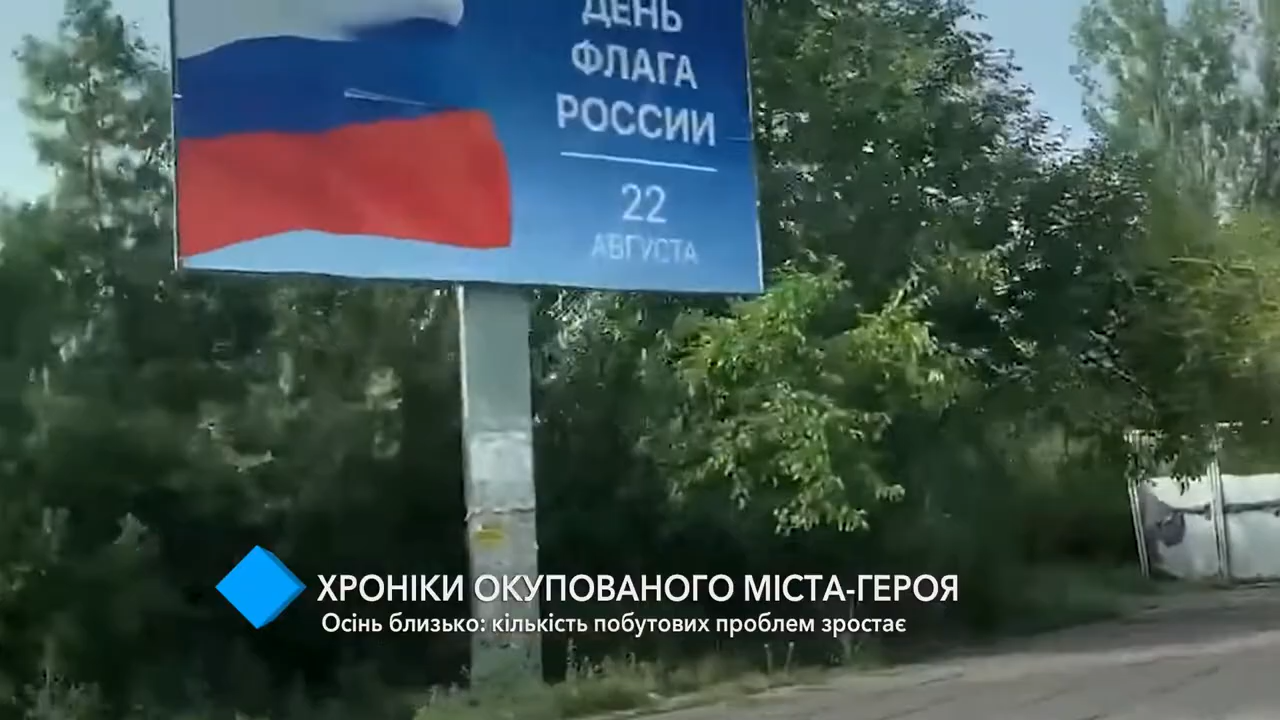 ДЕНЬ
ФЛАГА
РОССИИ
22
АВГУСТА
ХРОНІКИ ОКУПОВАНОГО МІСТА-ГЕРОЯ
Осінь близько: кількість побутових проблем зростає